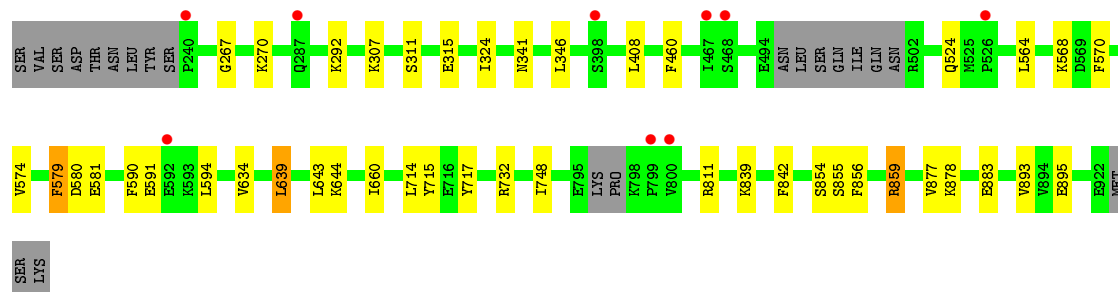 SER VAL SER ASP THR ASN LEU TYR SER P240 G267 K270 Q287 K292 K307 S311 E315 I324 N341 L346 S398 L408 F460 I467 S468 E494 ASN LEU SER GLN ILE GLN ASN R502 Q524 M525 P526 L564 K568 D569 F570
V574 F579 D580 E581 F590 E591 E592 K593 L594 V634 L639 L643 K644 I660 L714 Y715 E716 Y717 R732 I748 E795 LYS PRO K798 P799 V800 R811 K839 F842 S854 S855 F856 R859 V877 K878 E883 V893 V894 E895 E922 MET
SER LYS